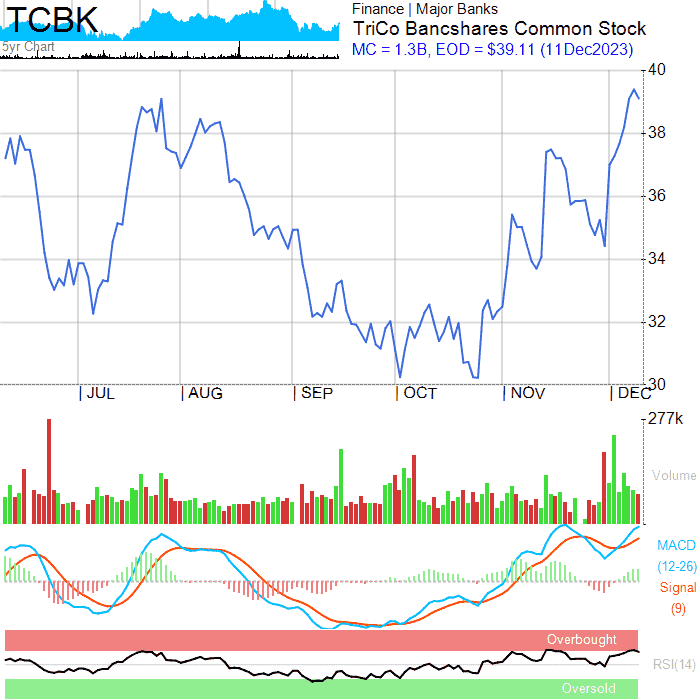 TCBK
5yr Chart
Finance | Major Banks
TriCo Bancshares Common Stock
MC = 1.3B, EOD = $39.11 (11Dec2023)
40
38
36
34
32
30
| JUL
| AUG
| SEP
| OCT
| NOV
| DEC
277k
Volume
MACD
(12-26)
Signal
(9)
Overbought
RSI(14)
Oversold